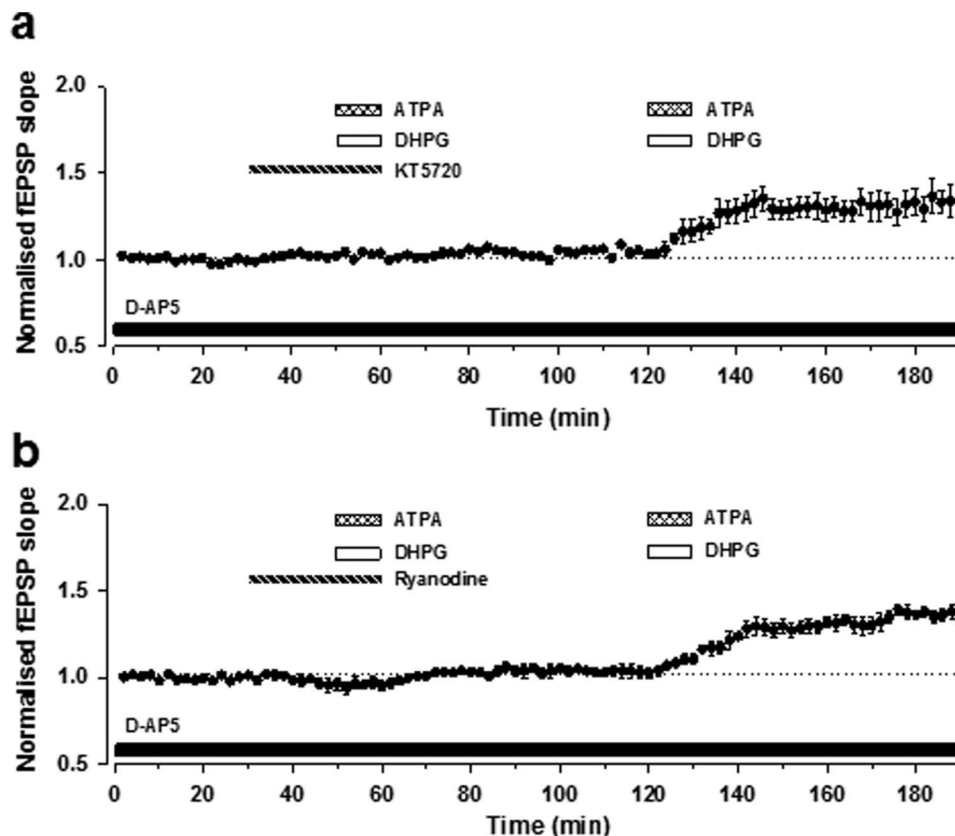 a
Normalised fEPSP slope
2.0
1.5
1.0
0.5
ATPA
DHPG
KT5720
ATPA
DHPG
D-AP5
0 20 40 60 80 100 120 140 160 180
Time (min)
b
Normalised fEPSP slope
2.0
1.5
1.0
0.5
ATPA
DHPG
Ryanodine
ATPA
DHPG
D-AP5
0 20 40 60 80 100 120 140 160 180
Time (min)